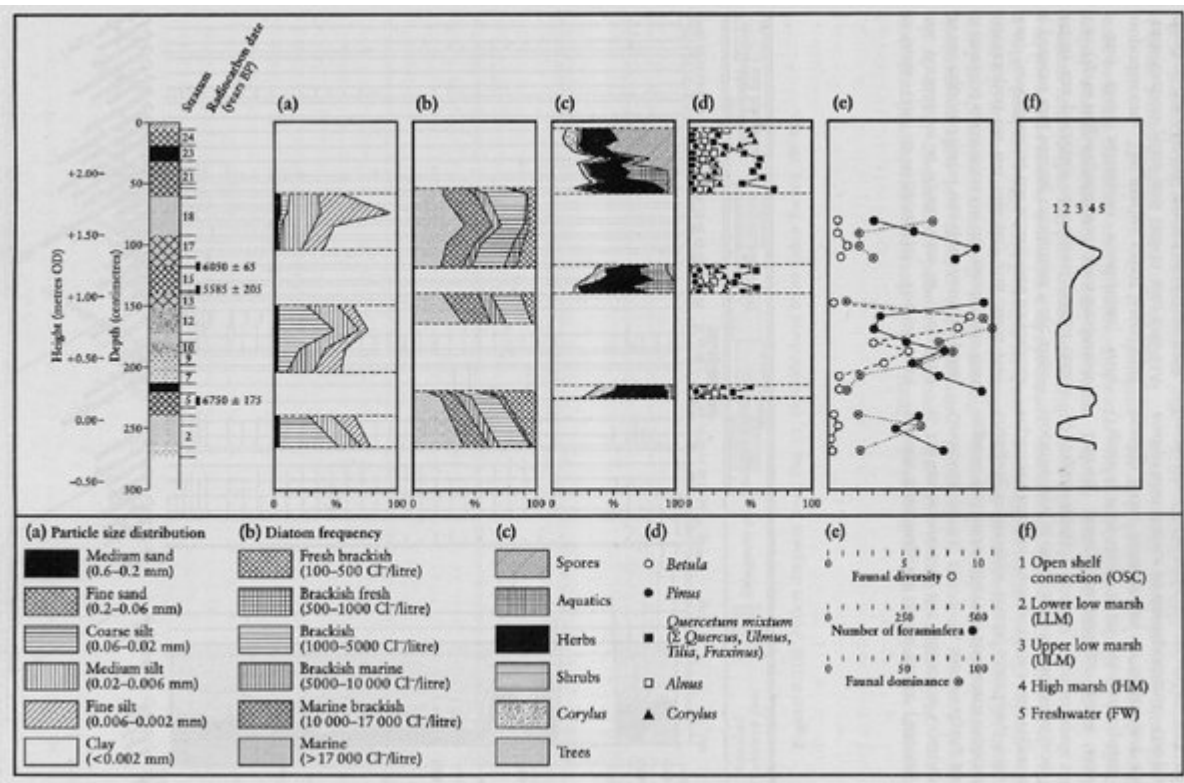 Stratum
Radiocarbon date
(years BP)
(a)
(b)
(c)
(d)
(e)
(f)
Height (metres OD)
+2.00
+1.50
+1.00
+0.50
0.00
-0.50
Depth (centimetres)
0
50
100
150
200
250
300
24
23
21
18
17
15
13
12
10
9
7
5
2
6050 ± 65
5585 ± 205
6750 ± 175
0 % 100
0 % 100
0 % 100
0 % 100
1 2 3 4 5
(a) Particle size distribution
Medium sand
(0.6–0.2 mm)
Fine sand
(0.2–0.06 mm)
Coarse silt
(0.06–0.02 mm)
Medium silt
(0.02–0.006 mm)
Fine silt
(0.006–0.002 mm)
Clay
(<0.002 mm)
(b) Diatom frequency
Fresh brackish
(100–500 Cl⁻/litre)
Brackish fresh
(500–1000 Cl⁻/litre)
Brackish
(1000–5000 Cl⁻/litre)
Brackish marine
(5000–10 000 Cl⁻/litre)
Marine brackish
(10 000–17 000 Cl⁻/litre)
Marine
(>17 000 Cl⁻/litre)
(c)
Spores
Aquatics
Herbs
Shrubs
Corylus
Trees
(d)
Betula
Pinus
Quercetum mixtum
(Σ Quercus, Ulmus,
Tilia, Fraxinus)
Alnus
Corylus
(e)
0 5 10
Faunal diversity
0 250 500
Number of foraminfera
0 50 100
Faunal dominance
(f)
1 Open shelf
connection (OSC)
2 Lower low marsh
(LLM)
3 Upper low marsh
(ULM)
4 High marsh (HM)
5 Freshwater (FW)